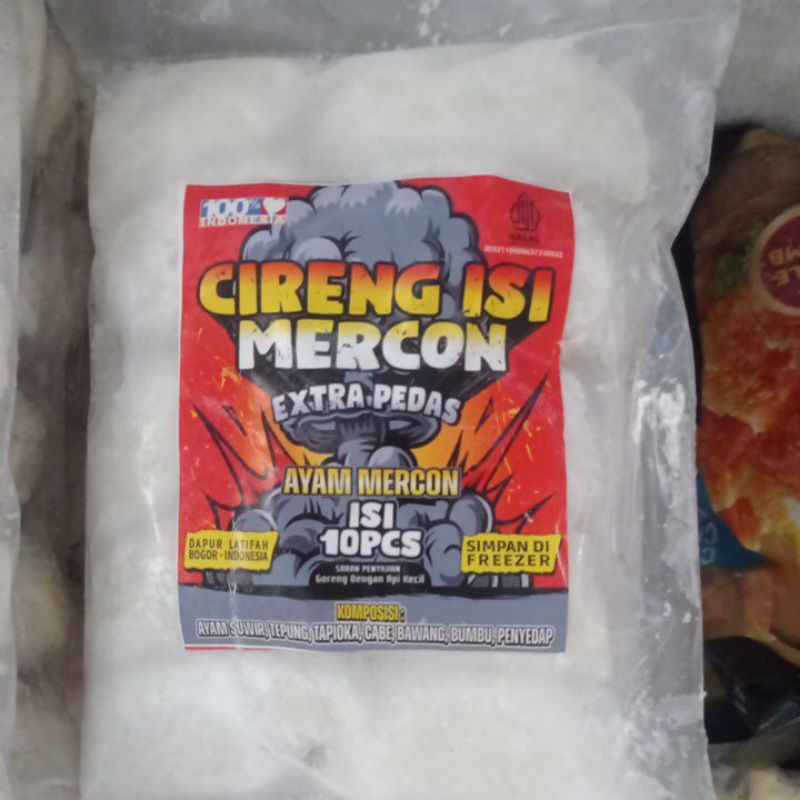 100%
INDONESIA
HALAL
CIRENG ISI
MERCON
EXTRA PEDAS
AYAM MERCON
ISI
10PCS
DAPUR LATIFAH
BOGOR - INDONESIA
SIMPAN DI
FREEZER
SARAN PENYAJIAN :
Goreng Dengan Api Kecil
KOMPOSISI :
AYAM SUWIR, TEPUNG, TAPIOKA, CABE, BAWANG, BUMBU, PENYEDAP